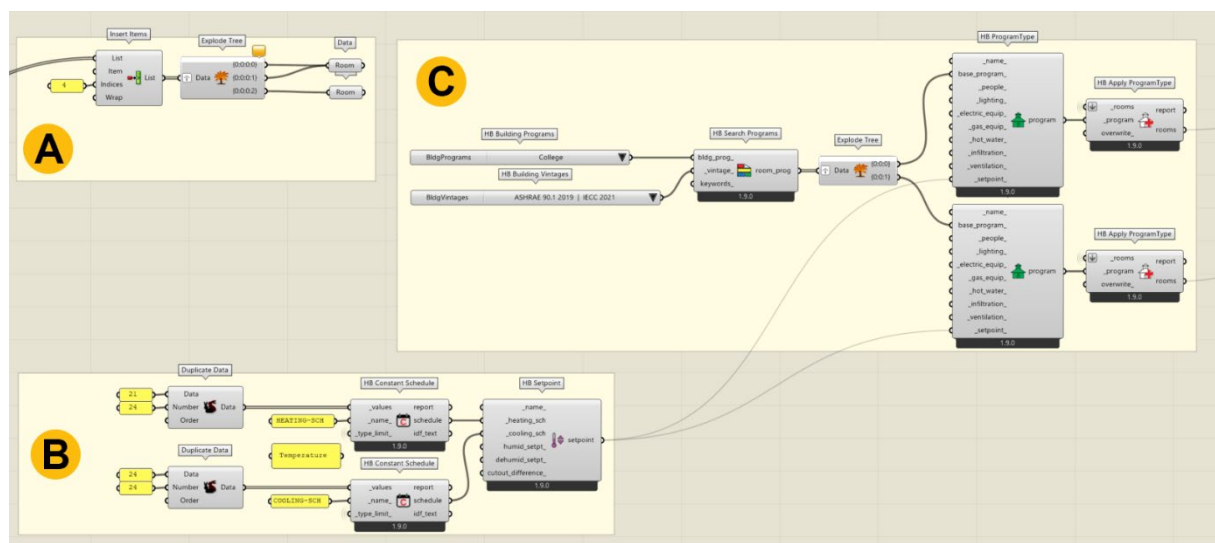 Insert Items
List
Item
Indices
Wrap
List
4
Explode Tree
Data
{0;0;0;0}
{0;0;0;1}
{0;0;0;2}
Data
Room
Room
A
Duplicate Data
21
24
Data
Number
Order
Data
Duplicate Data
24
24
Data
Number
Order
Data
HEATING-SCH
Temperature
COOLING-SCH
HB Constant Schedule
_values
_name_
_type_limit_
report
schedule
idf_text
1.9.0
HB Constant Schedule
_values
_name_
_type_limit_
report
schedule
idf_text
1.9.0
HB Setpoint
_name_
_heating_sch
_cooling_sch
humid_setpt_
dehumid_setpt_
cutout_difference_
setpoint
1.9.0
B
C
HB Building Programs
BldgPrograms College
HB Building Vintages
BldgVintages ASHRAE 90.1 2019 | IECC 2021
HB Search Programs
bldg_prog_
_vintage_
keywords_
room_prog
1.9.0
Explode Tree
Data
{0;0;0}
{0;0;1}
HB ProgramType
_name_
base_program_
_people_
_lighting_
_electric_equip_
_gas_equip_
_hot_water_
_infiltration_
_ventilation_
_setpoint_
program
1.9.0
_name_
base_program_
_people_
_lighting_
_electric_equip_
_gas_equip_
_hot_water_
_infiltration_
_ventilation_
_setpoint_
program
1.9.0
HB Apply ProgramType
_rooms
_program
overwrite_
report
rooms
1.9.0
HB Apply ProgramType
_rooms
_program
overwrite_
report
rooms
1.9.0